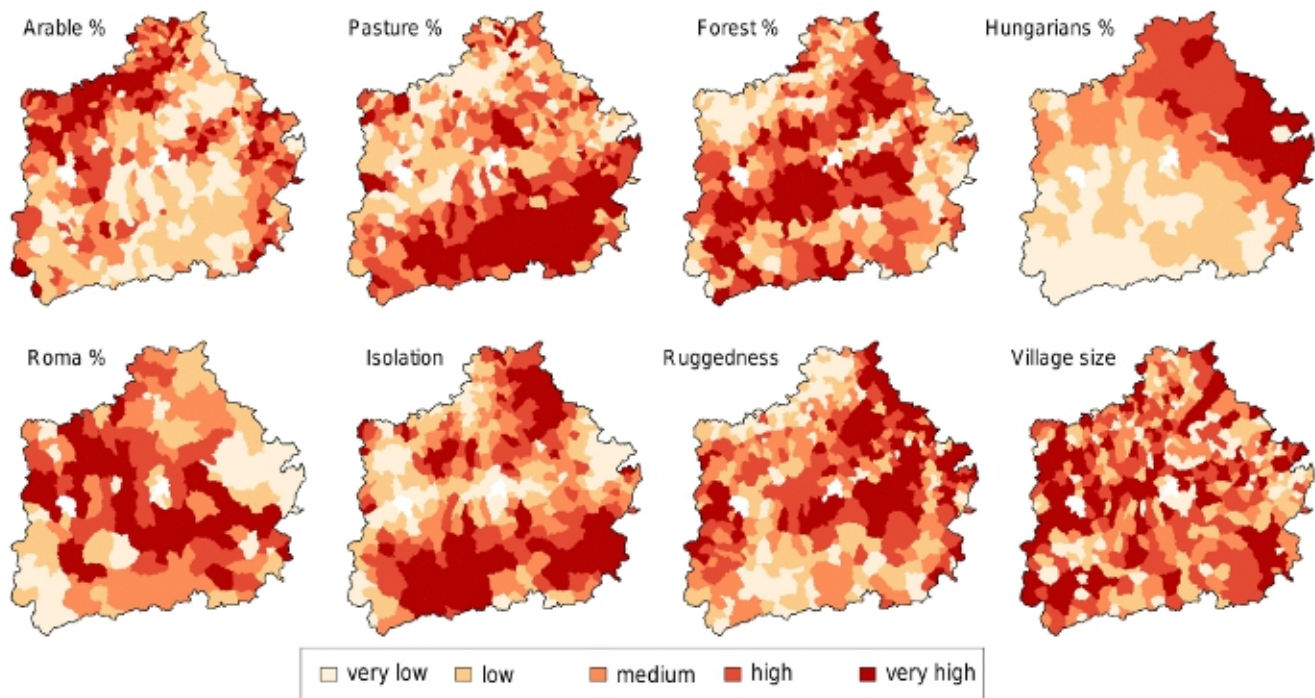 Arable %
Pasture %
Forest %
Hungarians %
Roma %
Isolation
Ruggedness
Village size
very low
low
medium
high
very high